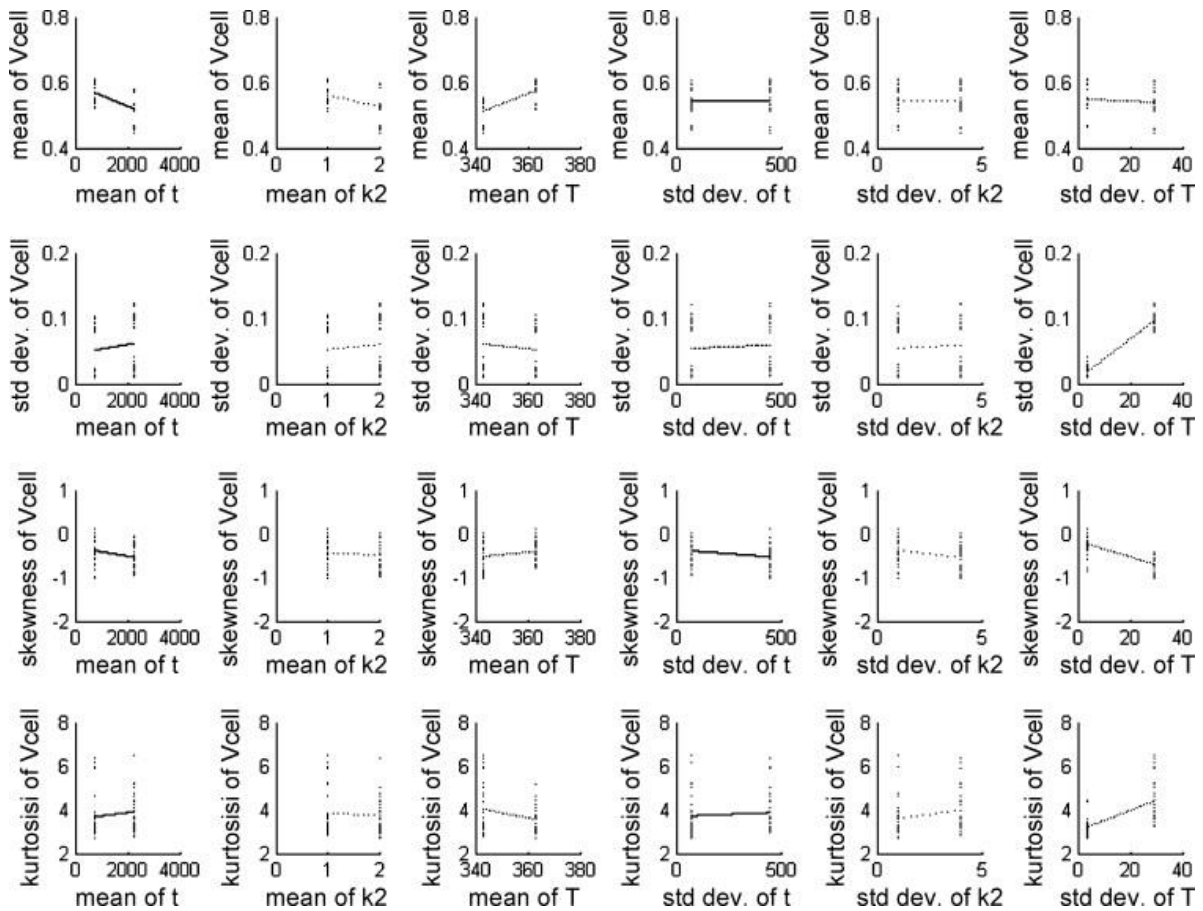 mean of Vcell 0.8 0.6 0.4 0 2000 4000 mean of t
mean of Vcell 0.8 0.6 0.4 0 1 2 mean of k2
mean of Vcell 0.8 0.6 0.4 340 360 380 mean of T
mean of Vcell 0.8 0.6 0.4 0 500 std dev. of t
mean of Vcell 0.8 0.6 0.4 0 5 std dev. of k2
mean of Vcell 0.8 0.6 0.4 0 20 40 std dev. of T
std dev. of Vcell 0.2 0.1 0 0 2000 4000 mean of t
std dev. of Vcell 0.2 0.1 0 0 1 2 mean of k2
std dev. of Vcell 0.2 0.1 0 340 360 380 mean of T
std dev. of Vcell 0.2 0.1 0 0 500 std dev. of t
std dev. of Vcell 0.2 0.1 0 0 5 std dev. of k2
std dev. of Vcell 0.2 0.1 0 0 20 40 std dev. of T
skewness of Vcell 1 0 -1 -2 0 2000 4000 mean of t
skewness of Vcell 1 0 -1 -2 0 1 2 mean of k2
skewness of Vcell 1 0 -1 -2 340 360 380 mean of T
skewness of Vcell 1 0 -1 -2 0 500 std dev. of t
skewness of Vcell 1 0 -1 -2 0 5 std dev. of k2
skewness of Vcell 1 0 -1 -2 0 20 40 std dev. of T
kurtosisi of Vcell 8 6 4 2 0 2000 4000 mean of t
kurtosisi of Vcell 8 6 4 2 0 1 2 mean of k2
kurtosisi of Vcell 8 6 4 2 340 360 380 mean of T
kurtosisi of Vcell 8 6 4 2 0 500 std dev. of t
kurtosisi of Vcell 8 6 4 2 0 5 std dev. of k2
kurtosisi of Vcell 8 6 4 2 0 20 40 std dev. of T